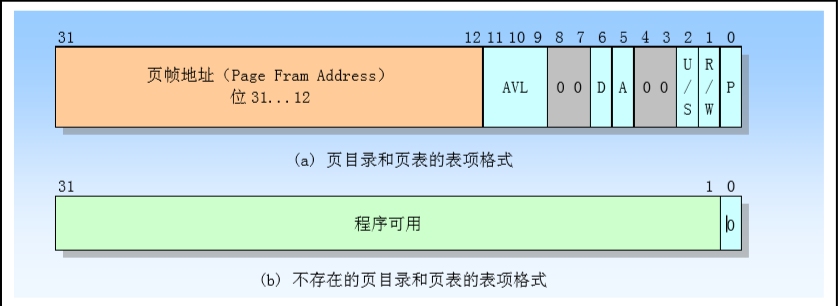 31 12 11 10 9 8 7 6 5 4 3 2 1 0
页帧地址（Page Fram Address）
位 31...12
AVL 0 0 D A 0 0 U/S R/W P
(a) 页目录和页表的表项格式
31 1 0
程序可用 0
(b) 不存在的页目录和页表的表项格式